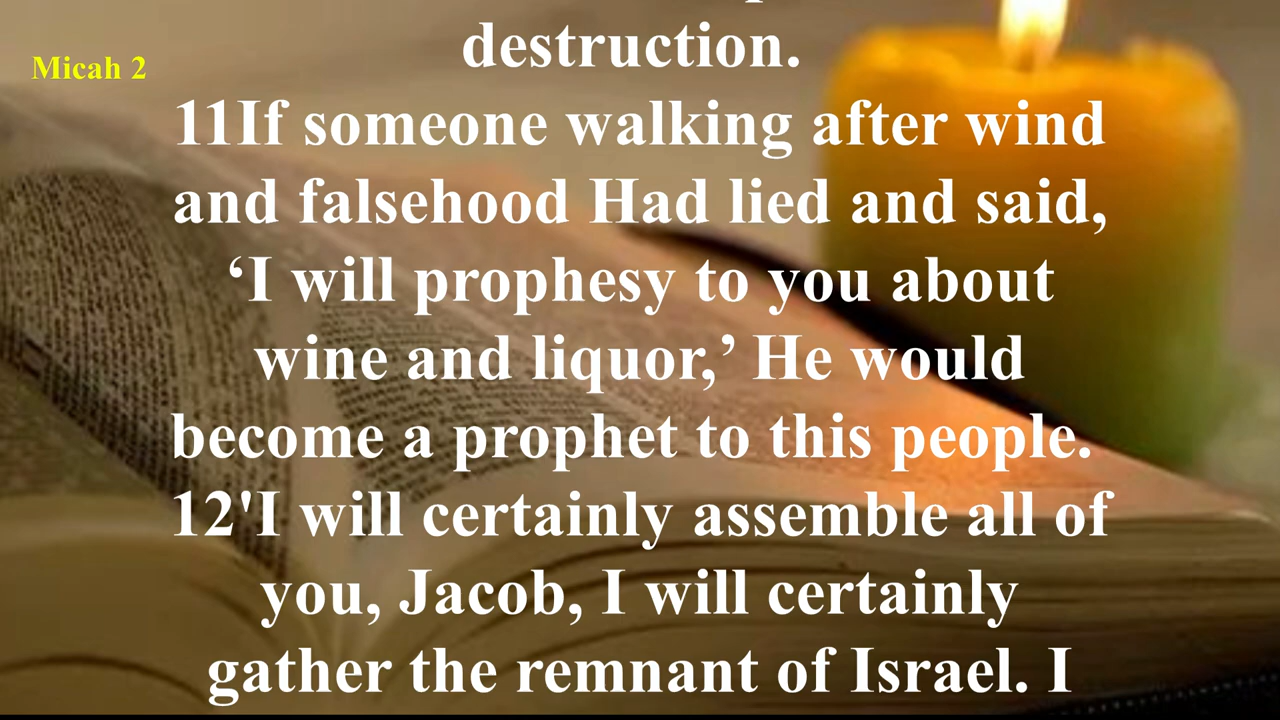 destruction.
Micah 2
11If someone walking after wind
and falsehood Had lied and said,
‘I will prophesy to you about
wine and liquor,’ He would
become a prophet to this people.
12'I will certainly assemble all of
you, Jacob, I will certainly
gather the remnant of Israel. I